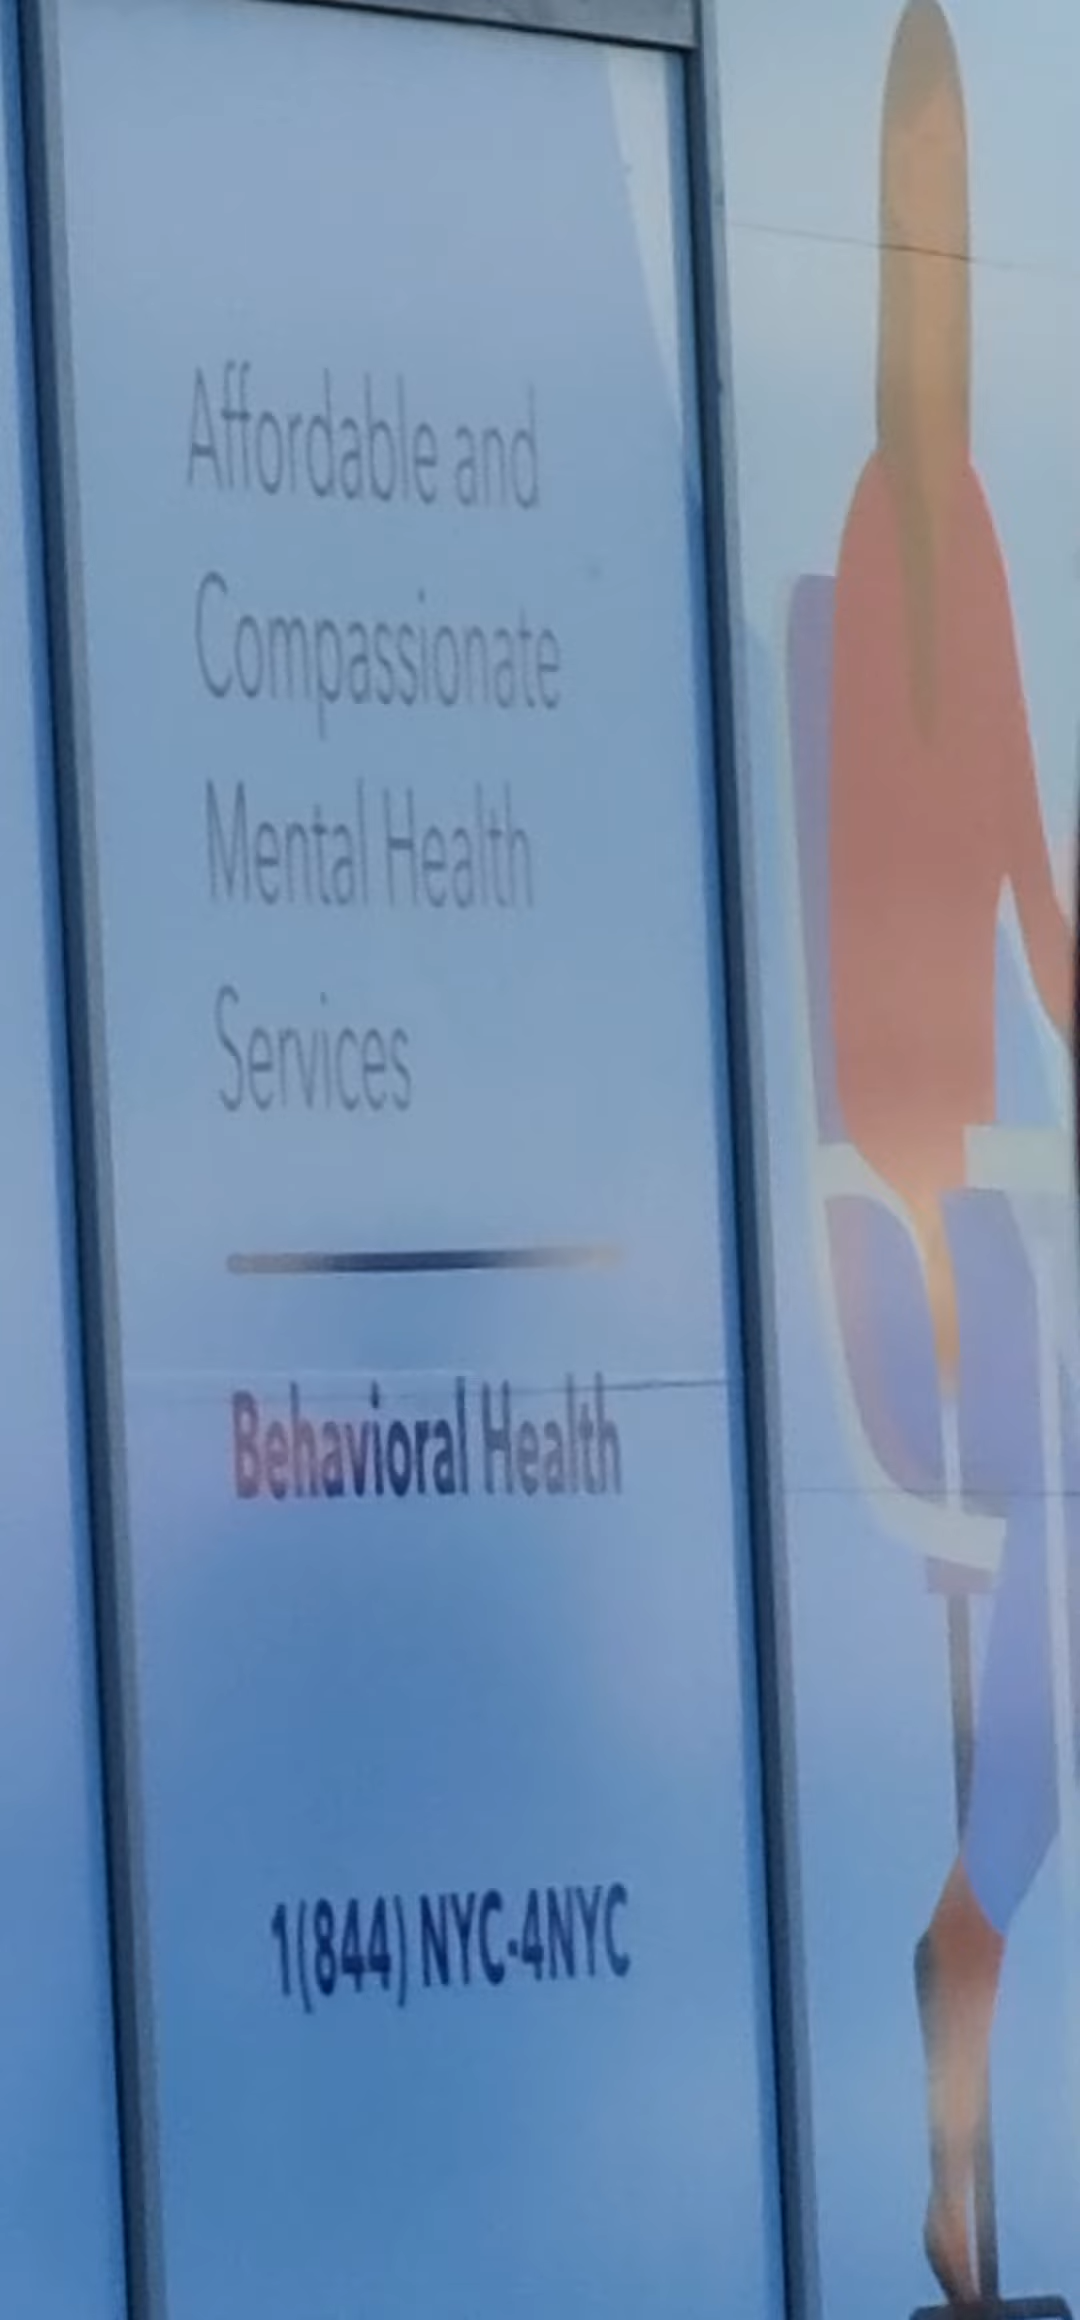 Affordable and
Compassionate
Mental Health
Services
Behavioral Health
1(844) NYC-4NYC